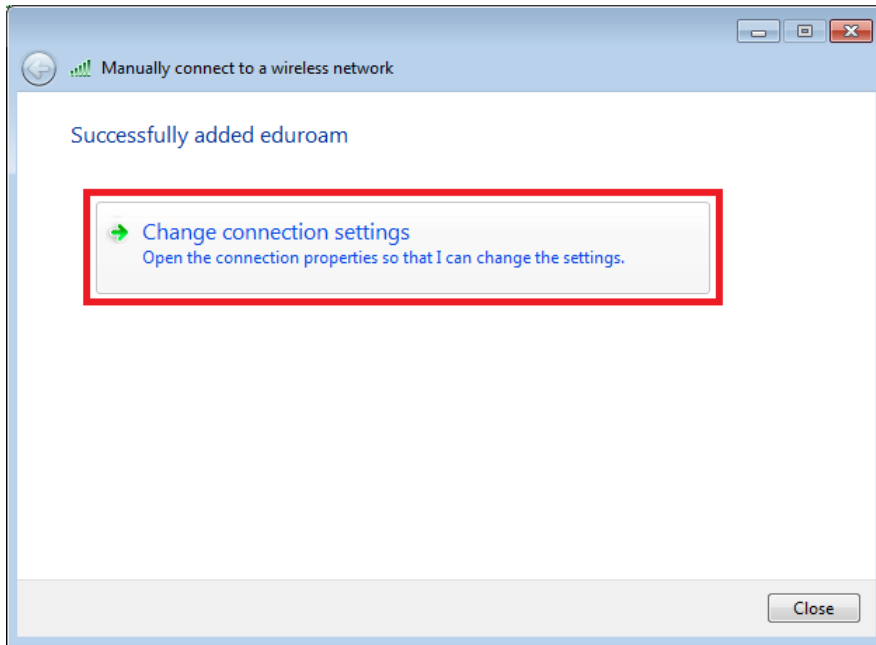 Manually connect to a wireless network
Successfully added eduroam
Change connection settings
Open the connection properties so that I can change the settings.
Close